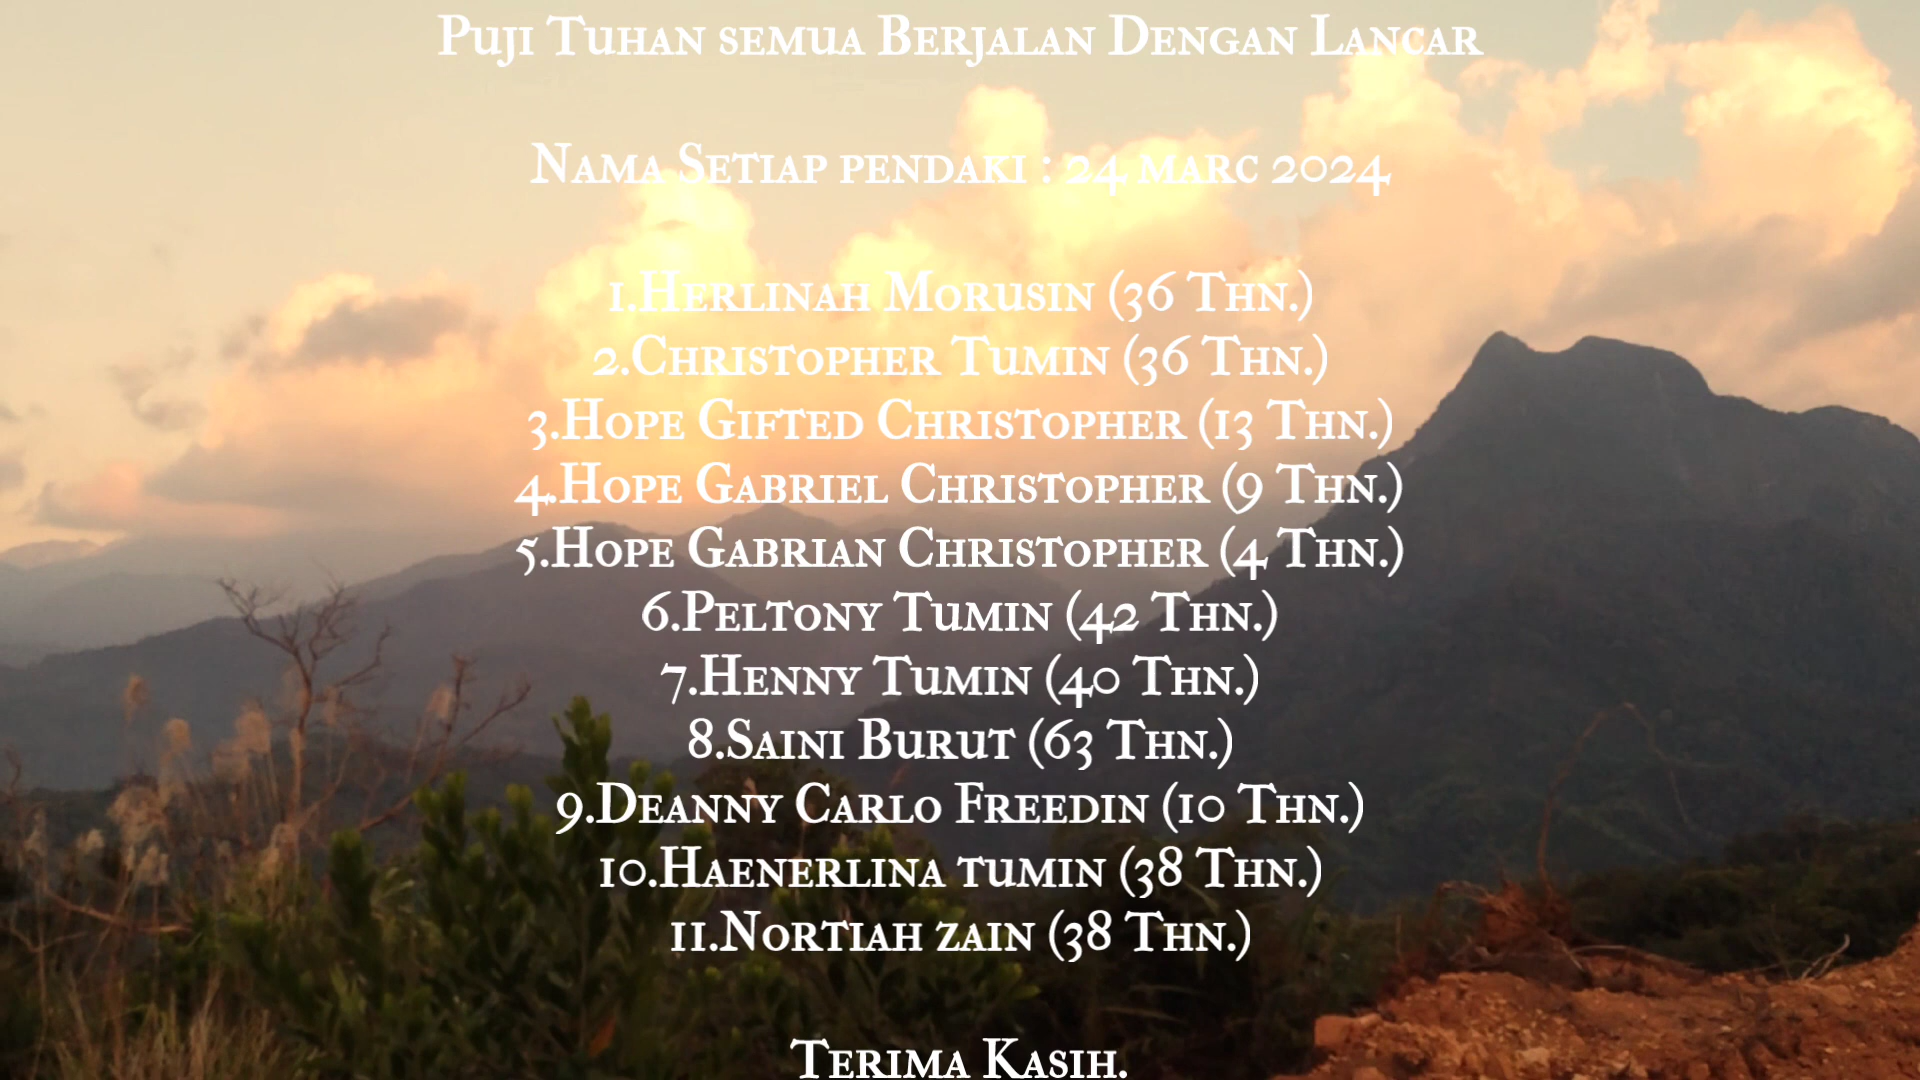 Puji Tuhan semua Berjalan Dengan Lancar
Nama Setiap pendaki : 24 marc 2024
1.Herlinah Morusin (36 Thn.)
2.Christopher Tumin (36 Thn.)
3.Hope Gifted Christopher (13 Thn.)
4.Hope Gabriel Christopher (9 Thn.)
5.Hope Gabrian Christopher (4 Thn.)
6.Peltony Tumin (42 Thn.)
7.Henny Tumin (40 Thn.)
8.Saini Burut (63 Thn.)
9.Deanny Carlo Freedin (10 Thn.)
10.Haenerlina tumin (38 Thn.)
11.Nortiah zain (38 Thn.)
Terima Kasih.